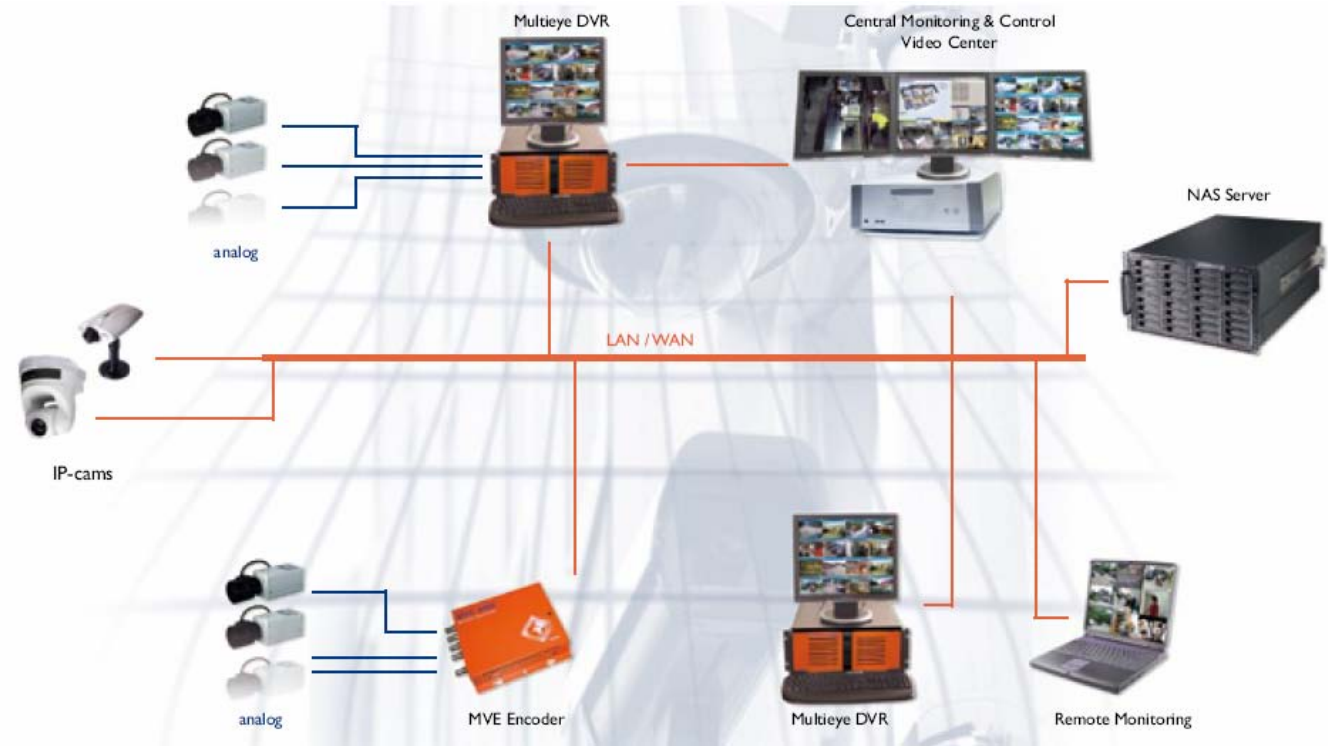 Multieye DVR
Central Monitoring & Control
Video Center
analog
NAS Server
LAN / WAN
IP-cams
analog
MVE Encoder
Multieye DVR
Remote Monitoring